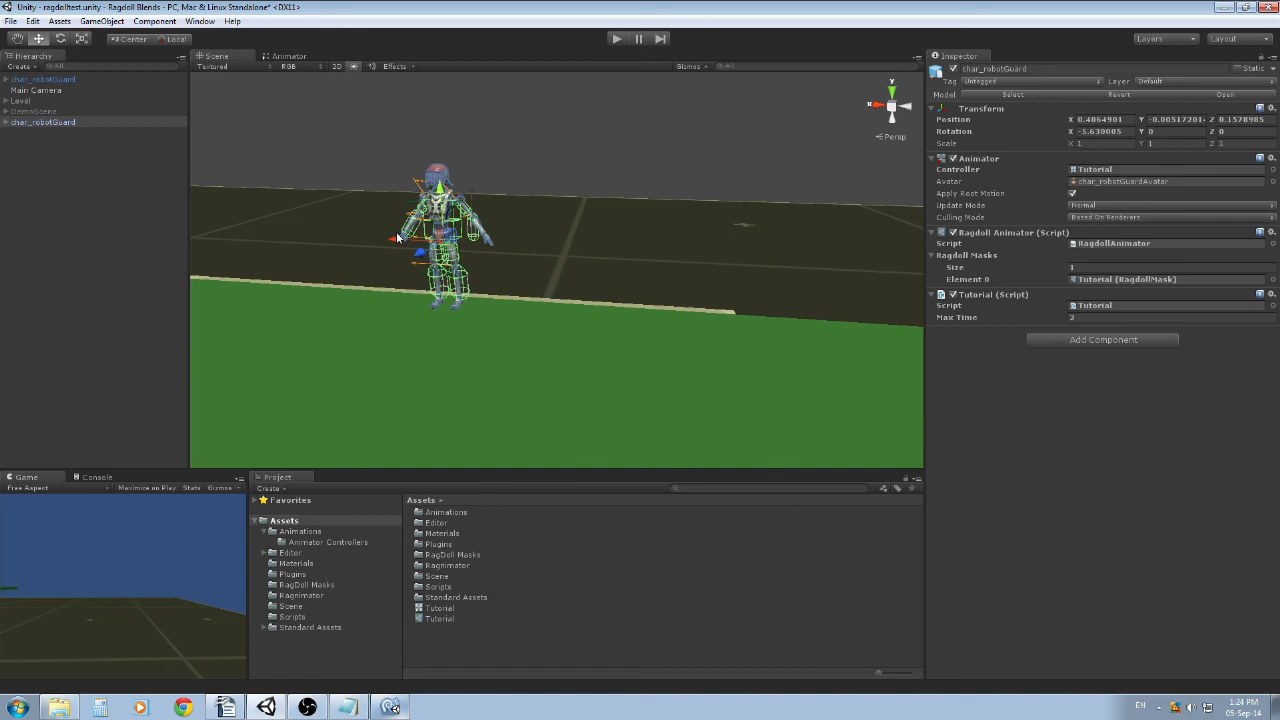 Unity - ragdolltest.unity - Ragdoll Blends - PC, Mac & Linux Standalone* <DX11>
File Edit Assets GameObject Component Window Help
Center Local Layers Layout
Hierarchy Scene Animator Inspector
Create All Textured RGB 2D Effects Gizmos All char_robotGuard Static
char_robotGuard
Main Camera
Level
DemoScene
char_robotGuard
y
x
Persp
Tag Untagged Layer Default
Model Select Revert Open
Transform
Position X 0.4064901 Y -0.00517201 Z 0.1578985
Rotation X -5.630005 Y 0 Z 0
Scale X 1 Y 1 Z 1
Animator
Controller Tutorial
Avatar char_robotGuardAvatar
Apply Root Motion
Update Mode Normal
Culling Mode Based On Renderers
Ragdoll Animator (Script)
Script RagdollAnimator
Ragdoll Masks
Size 1
Element 0 Tutorial (RagdollMask)
Tutorial (Script)
Script Tutorial
Max Time 2
Add Component
Game Console
Free Aspect Maximize on Play Stats Gizmos
Project
Create
Favorites
Assets
Animations
Animator Controllers
Editor
Materials
Plugins
RagDoll Masks
Ragnimator
Scene
Scripts
Standard Assets
Assets
Animations
Editor
Materials
Plugins
RagDoll Masks
Ragnimator
Scene
Scripts
Standard Assets
Tutorial
Tutorial
EN
1:24 PM
05-Sep-14